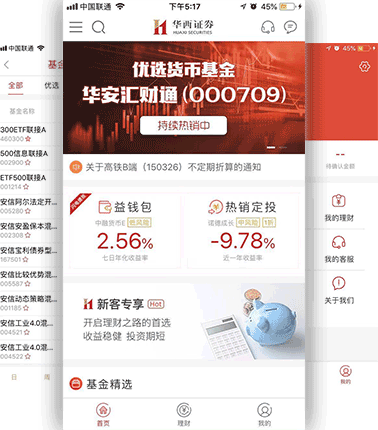 中国联通
基金
全部 优选
基金名称
300ETF联接A
460300
500信息联接A
002900
ETF500联接A
001214
安信阿尔法定开...
安信安盈保本混...
003028
安信宝利债券型...
167501
安信比较优势混...
005587
安信动态策略混...
001185
安信工业4.0混...
004521
安信工业4.0混...
004522
日 周
中国联通 下午5:17 45%
华西证券
HUAXI SECURITIES
优选货币基金
华安汇财通(000709)
持续热销中
关于高铁B端（150326）不定期折算的通知
益钱包 热销定投
中融货币E 低风险 诺德成长 中风险 1折
2.56% -9.78%
七日年化收益率 近一年收益率
新客专享 Hot
开启理财之路的首选
收益稳健 投资期短
基金精选
首页 理财 我的
45%
待确认金额
我的理财
我的客服
关于我们
我的